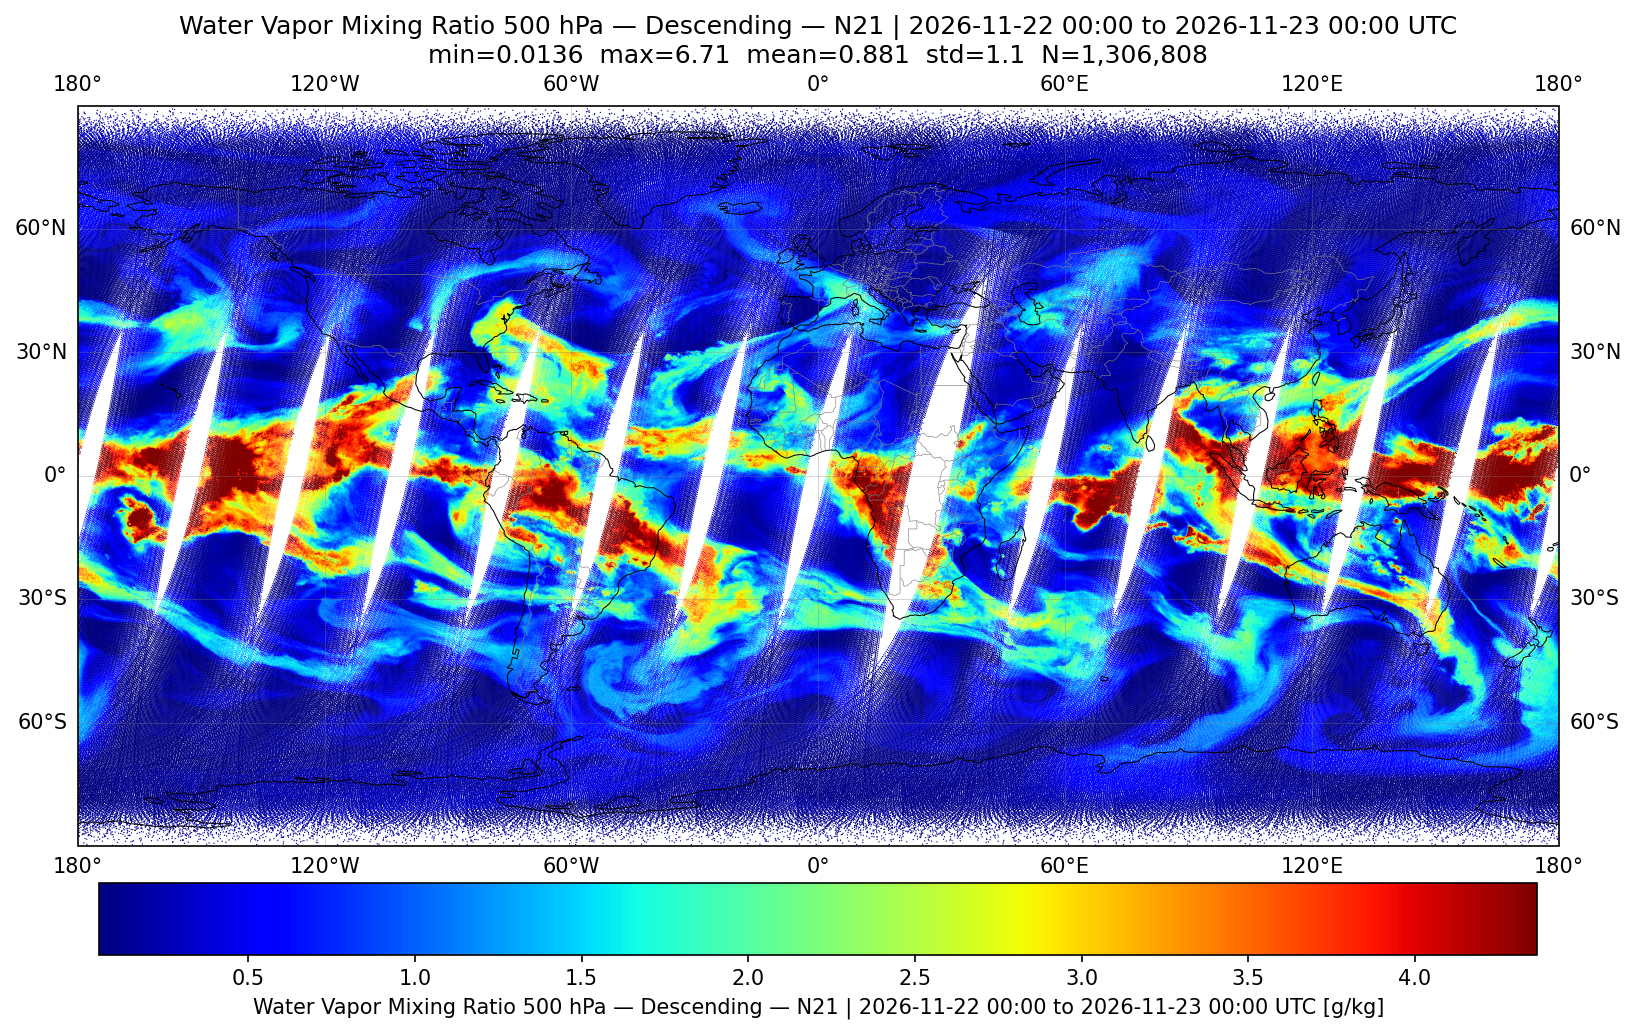 Water Vapor Mixing Ratio 500 hPa — Descending — N21 | 2026-11-22 00:00 to 2026-11-23 00:00 UTC
min=0.0136  max=6.71  mean=0.881  std=1.1  N=1,306,808
180° 120°W 60°W 0° 60°E 120°E 180°
60°N 60°N
30°N 30°N
0° 0°
30°S 30°S
60°S 60°S
180° 120°W 60°W 0° 60°E 120°E 180°
0.5 1.0 1.5 2.0 2.5 3.0 3.5 4.0
Water Vapor Mixing Ratio 500 hPa — Descending — N21 | 2026-11-22 00:00 to 2026-11-23 00:00 UTC [g/kg]